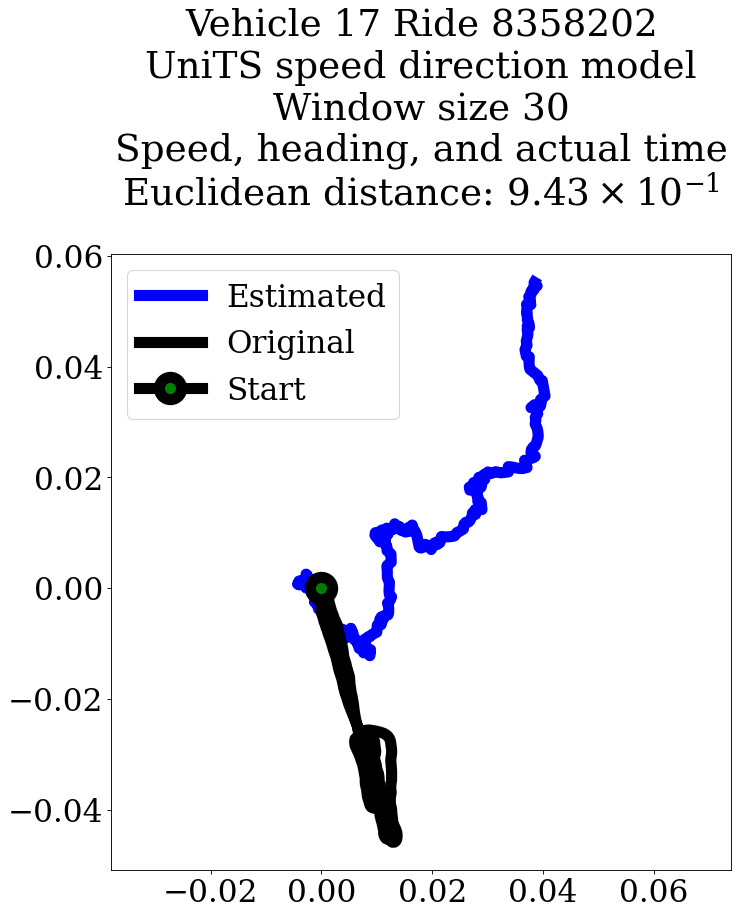 Vehicle 17 Ride 8358202
UniTS speed direction model
Window size 30
Speed, heading, and actual time
Euclidean distance: 9.43 × 10⁻¹
0.06
0.04
0.02
0.00
−0.02
−0.04
Estimated
Original
Start
−0.02 0.00 0.02 0.04 0.06